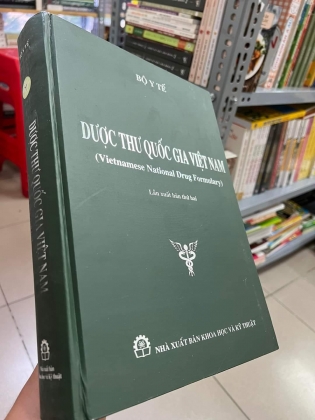 BỘ Y TẾ
DƯỢC THƯ QUỐC GIA VIỆT NAM
(Vietnamese National Drug Formulary)
Lần xuất bản thứ hai
NHÀ XUẤT BẢN KHOA HỌC VÀ KỸ THUẬT
DƯỢC THƯ QUỐC GIA VIỆT NAM